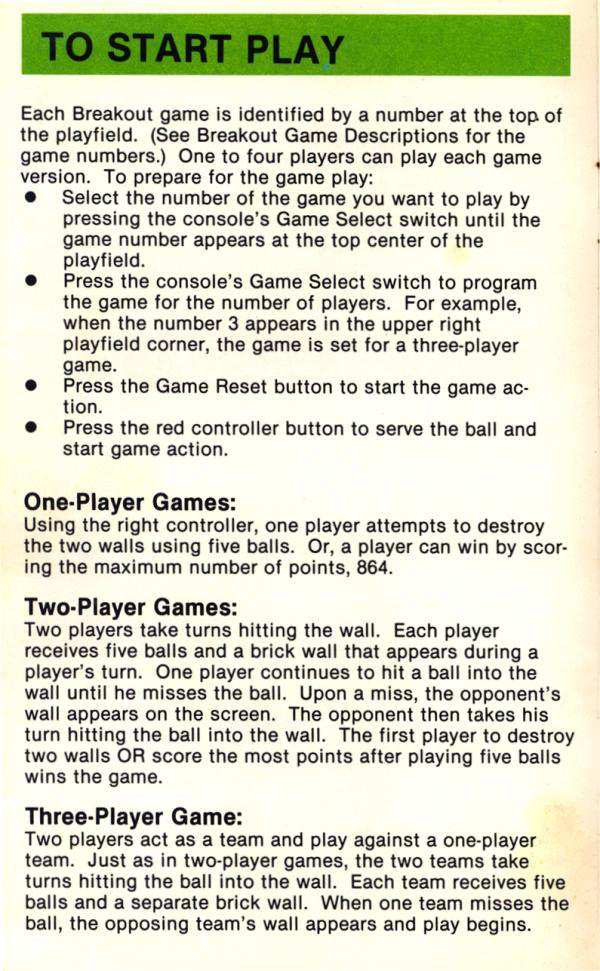 TO START PLAY
Each Breakout game is identified by a number at the top of
the playfield. (See Breakout Game Descriptions for the
game numbers.) One to four players can play each game
version. To prepare for the game play:
● Select the number of the game you want to play by
pressing the console's Game Select switch until the
game number appears at the top center of the
playfield.
● Press the console's Game Select switch to program
the game for the number of players. For example,
when the number 3 appears in the upper right
playfield corner, the game is set for a three-player
game.
● Press the Game Reset button to start the game ac-
tion.
● Press the red controller button to serve the ball and
start game action.
One-Player Games:
Using the right controller, one player attempts to destroy
the two walls using five balls. Or, a player can win by scor-
ing the maximum number of points, 864.
Two-Player Games:
Two players take turns hitting the wall. Each player
receives five balls and a brick wall that appears during a
player's turn. One player continues to hit a ball into the
wall until he misses the ball. Upon a miss, the opponent's
wall appears on the screen. The opponent then takes his
turn hitting the ball into the wall. The first player to destroy
two walls OR score the most points after playing five balls
wins the game.
Three-Player Game:
Two players act as a team and play against a one-player
team. Just as in two-player games, the two teams take
turns hitting the ball into the wall. Each team receives five
balls and a separate brick wall. When one team misses the
ball, the opposing team's wall appears and play begins.